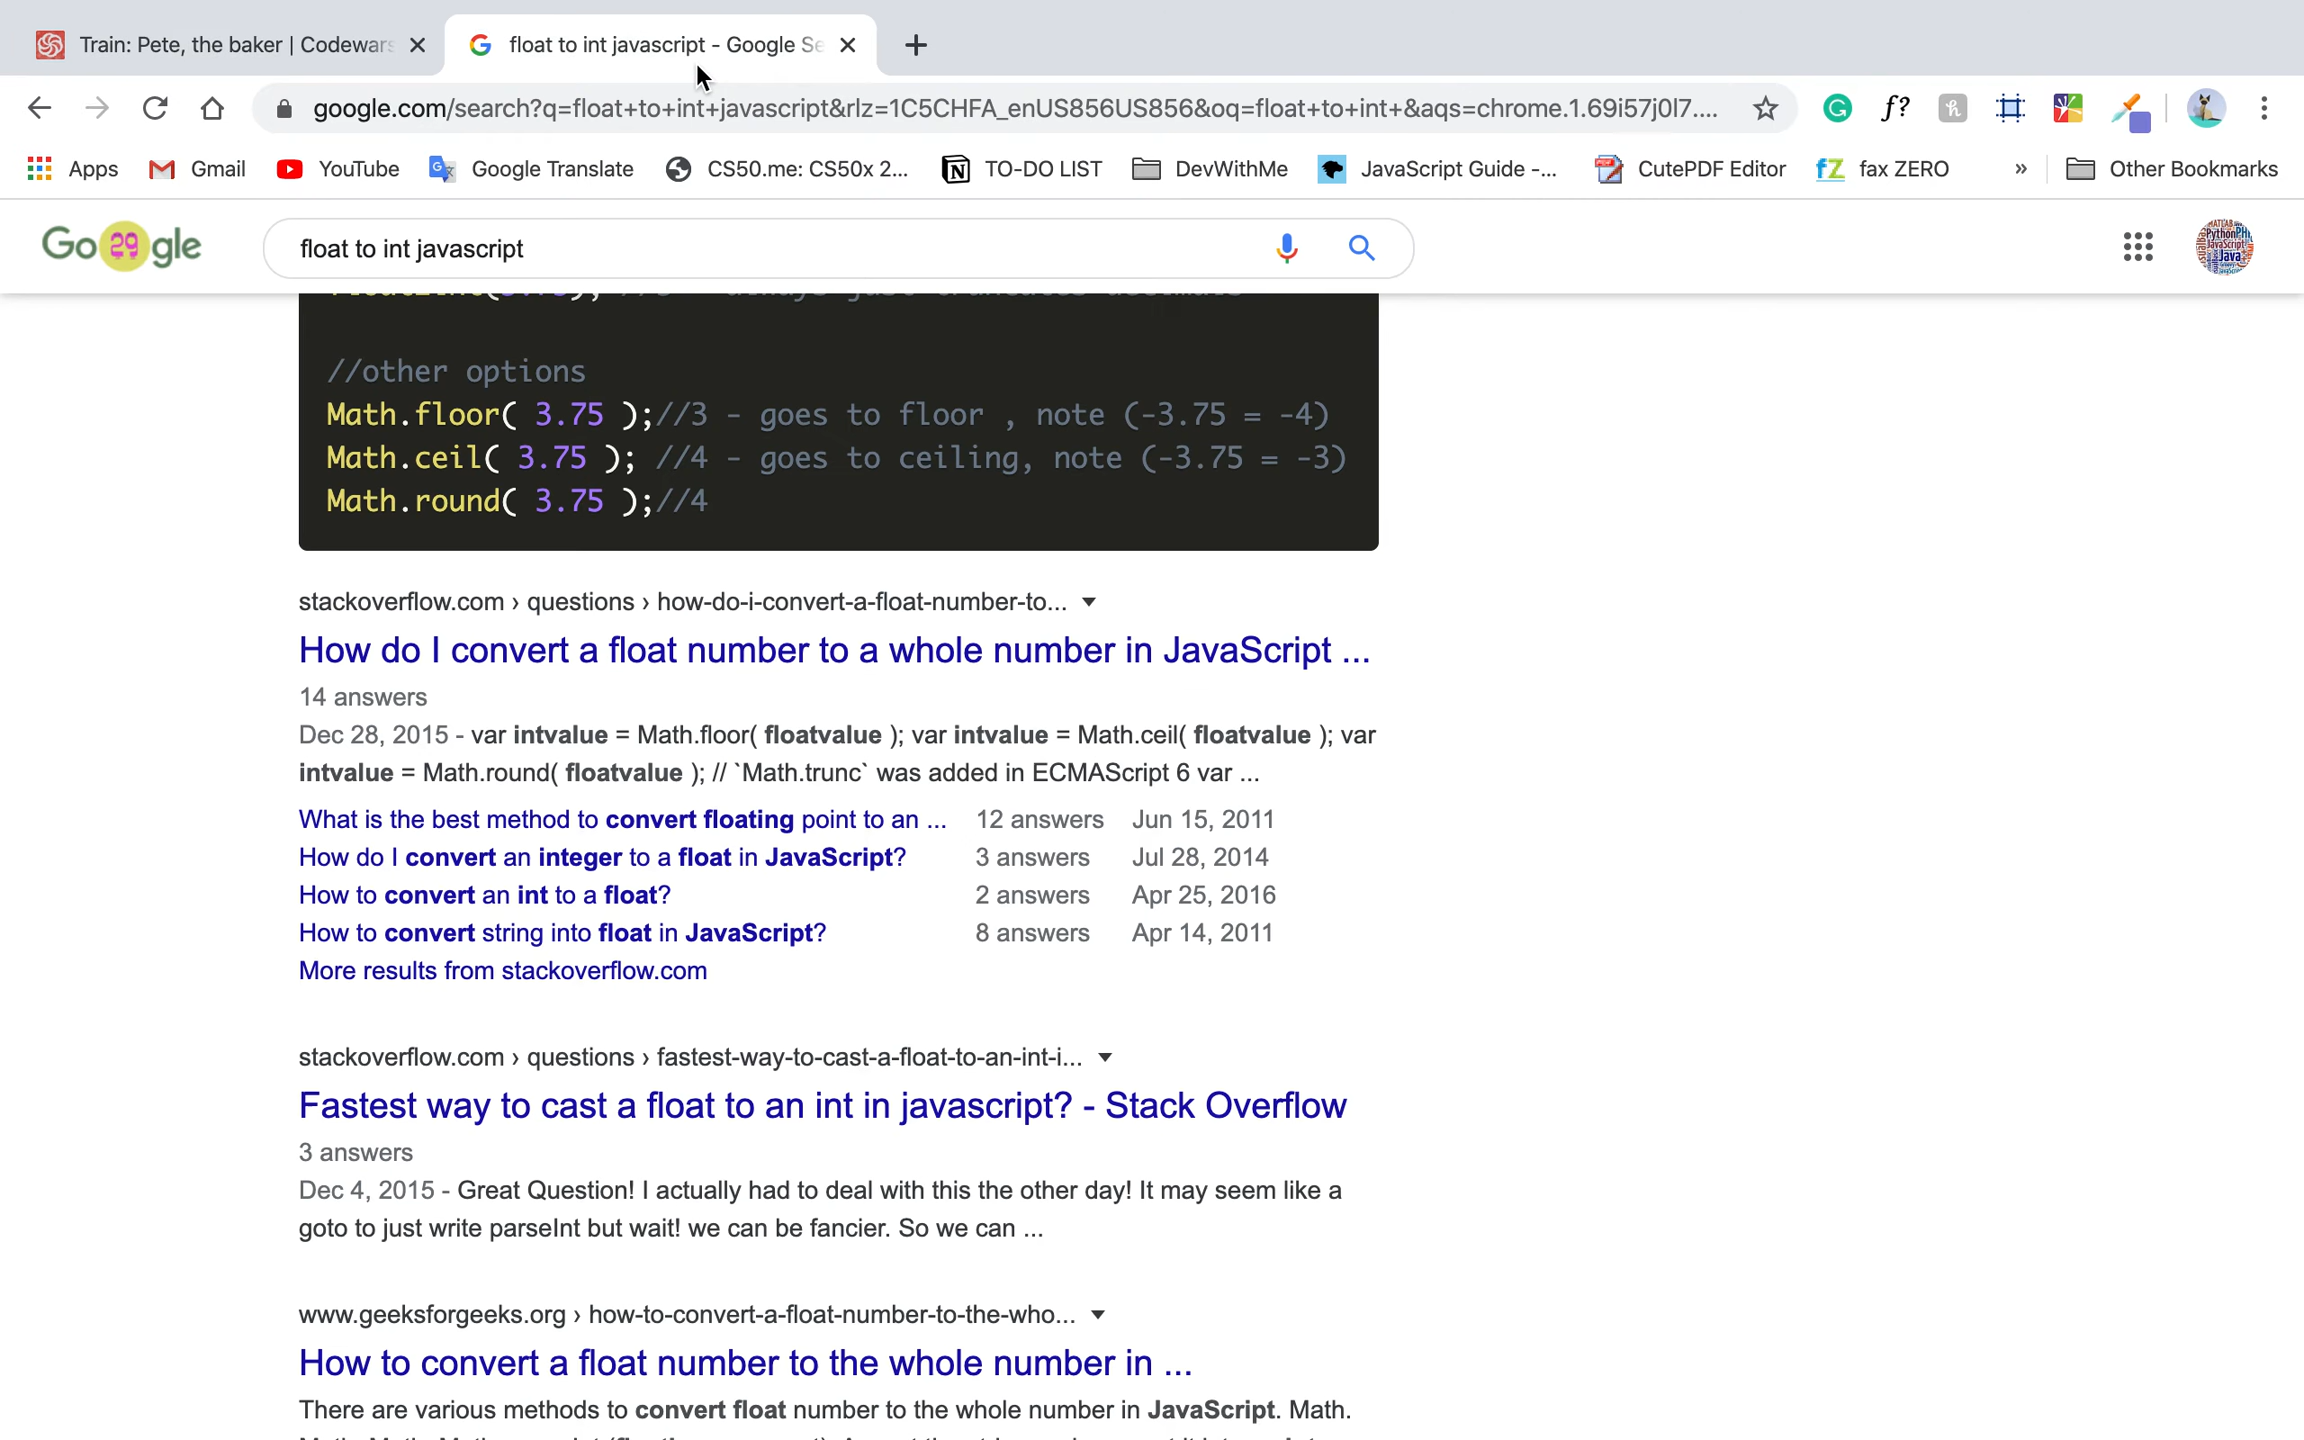 Train: Pete, the baker | Codewars
float to int javascript - Google Se
google.com/search?q=float+to+int+javascript&rlz=1C5CHFA_enUS856US856&oq=float+to+int+&aqs=chrome.1.69i57j0l7....
f?
Apps
Gmail
YouTube
Google Translate
CS50.me: CS50x 2...
TO-DO LIST
DevWithMe
JavaScript Guide -...
CutePDF Editor
fZ fax ZERO
»
Other Bookmarks
Go29gle
float to int javascript
//other options
Math.floor( 3.75 );//3 - goes to floor , note (-3.75 = -4)
Math.ceil( 3.75 ); //4 - goes to ceiling, note (-3.75 = -3)
Math.round( 3.75 );//4
stackoverflow.com › questions › how-do-i-convert-a-float-number-to...
How do I convert a float number to a whole number in JavaScript ...
14 answers
Dec 28, 2015 - var intvalue = Math.floor( floatvalue ); var intvalue = Math.ceil( floatvalue ); var
intvalue = Math.round( floatvalue ); // `Math.trunc` was added in ECMAScript 6 var ...
What is the best method to convert floating point to an ... 12 answers Jun 15, 2011
How do I convert an integer to a float in JavaScript? 3 answers Jul 28, 2014
How to convert an int to a float? 2 answers Apr 25, 2016
How to convert string into float in JavaScript? 8 answers Apr 14, 2011
More results from stackoverflow.com
stackoverflow.com › questions › fastest-way-to-cast-a-float-to-an-int-i...
Fastest way to cast a float to an int in javascript? - Stack Overflow
3 answers
Dec 4, 2015 - Great Question! I actually had to deal with this the other day! It may seem like a
goto to just write parseInt but wait! we can be fancier. So we can ...
www.geeksforgeeks.org › how-to-convert-a-float-number-to-the-who...
How to convert a float number to the whole number in ...
There are various methods to convert float number to the whole number in JavaScript. Math.